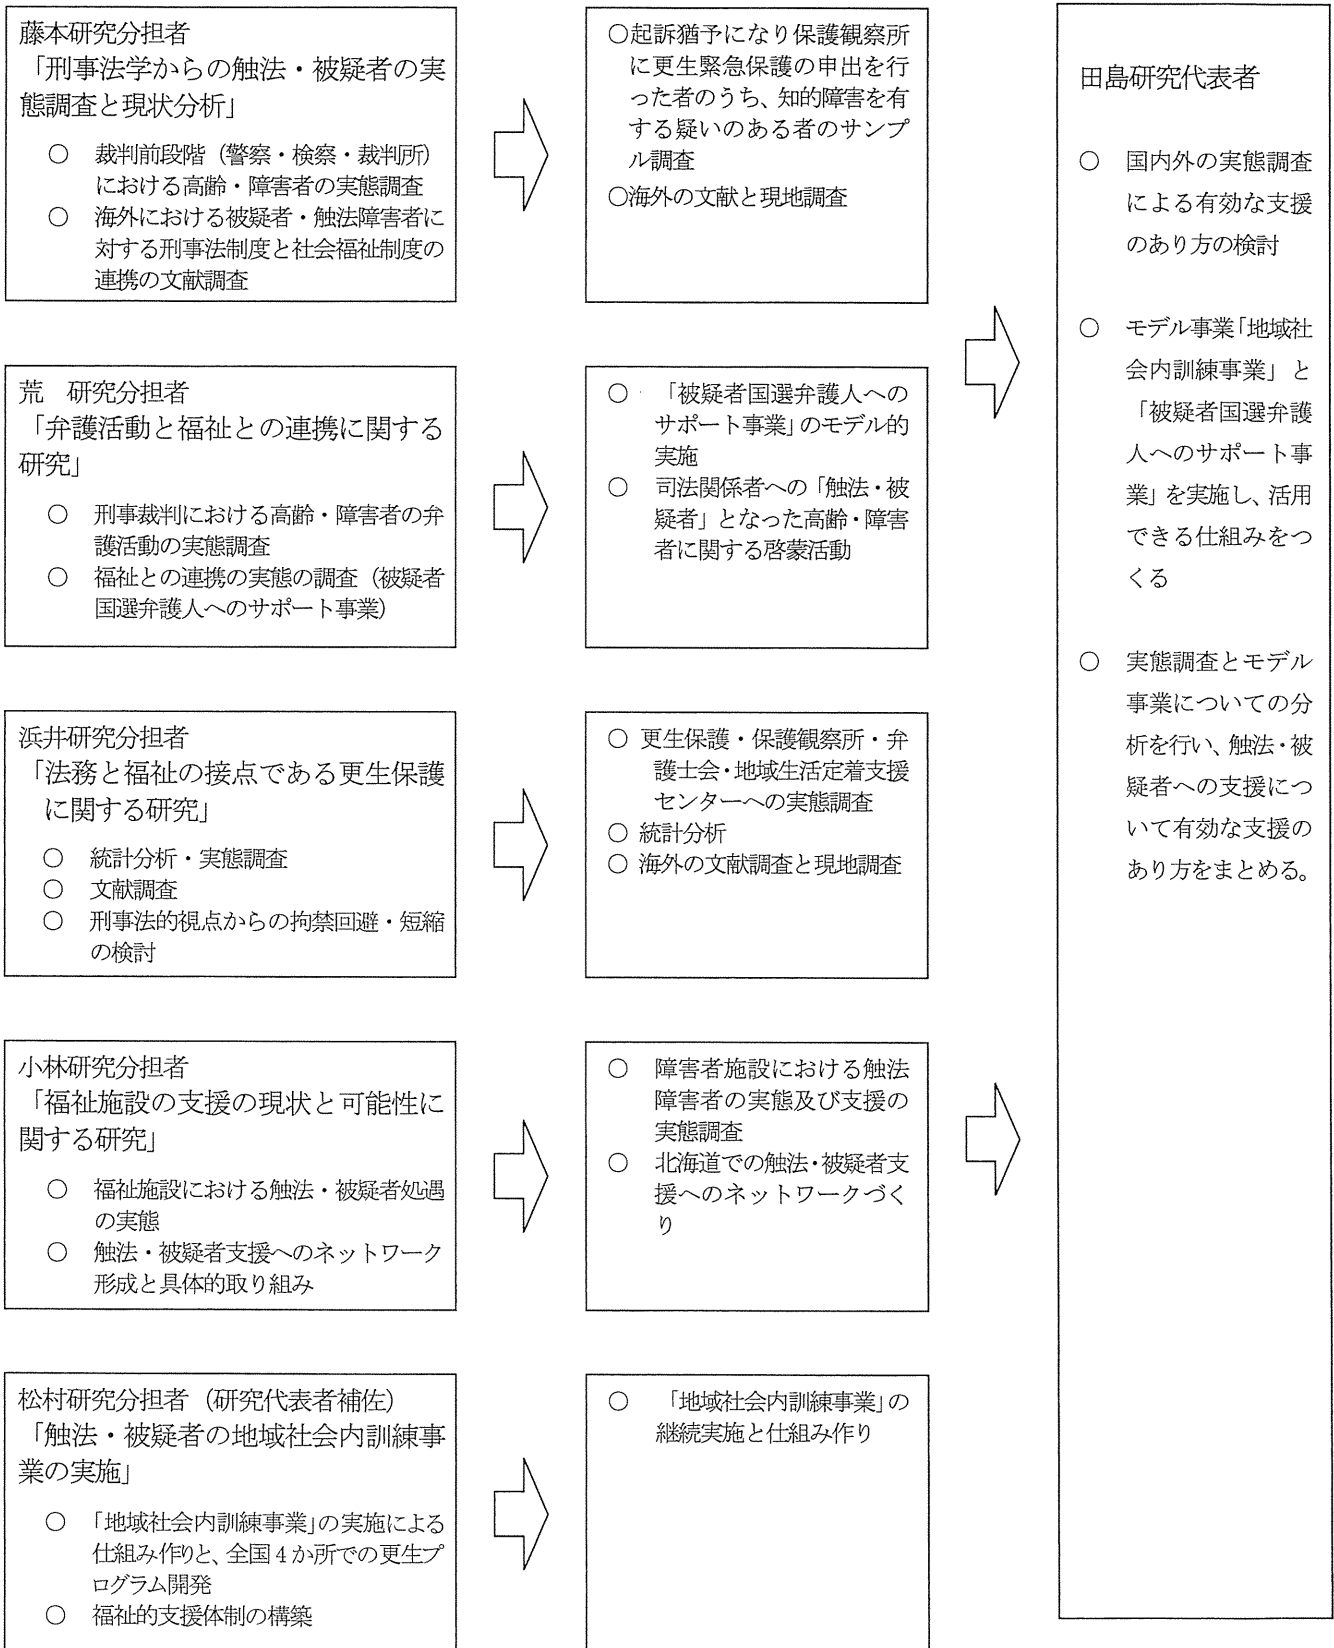 藤本研究分担者
「刑事法学からの触法・被疑者の実
態調査と現状分析」
○ 裁判前段階（警察・検察・裁判所）
における高齢・障害者の実態調査
○ 海外における被疑者・触法障害者に
対する刑事法制度と社会福祉制度の
連携の文献調査
○起訴猶予になり保護観察所
に更生緊急保護の申出を行
った者のうち、知的障害を有
する疑いのある者のサンプ
ル調査
○海外の文献と現地調査
荒　研究分担者
「弁護活動と福祉との連携に関する
研究」
○ 刑事裁判における高齢・障害者の弁
護活動の実態調査
○ 福祉との連携の実態の調査（被疑者
国選弁護人へのサポート事業）
○ 「被疑者国選弁護人への
サポート事業」のモデル的
実施
○ 司法関係者への「触法・被
疑者」となった高齢・障害
者に関する啓蒙活動
浜井研究分担者
「法務と福祉の接点である更生保護
に関する研究」
○ 統計分析・実態調査
○ 文献調査
○ 刑事法的視点からの拘禁回避・短縮
の検討
○ 更生保護・保護観察所・弁
護士会・地域生活定着支援
センターへの実態調査
○ 統計分析
○ 海外の文献調査と現地調査
小林研究分担者
「福祉施設の支援の現状と可能性に
関する研究」
○ 福祉施設における触法・被疑者処遇
の実態
○ 触法・被疑者支援へのネットワーク
形成と具体的取り組み
○ 障害者施設における触法
障害者の実態及び支援の
実態調査
○ 北海道での触法・被疑者支
援へのネットワークづく
り
松村研究分担者（研究代表者補佐）
「触法・被疑者の地域社会内訓練事
業の実施」
○ 「地域社会内訓練事業」の実施による
仕組み作りと、全国４か所での更生プ
ログラム開発
○ 福祉的支援体制の構築
○ 「地域社会内訓練事業」の
継続実施と仕組み作り
田島研究代表者
○ 国内外の実態調査
による有効な支援
のあり方の検討
○ モデル事業「地域社
会内訓練事業」と
「被疑者国選弁護
人へのサポート事
業」を実施し、活用
できる仕組みをつ
くる
○ 実態調査とモデル
事業についての分
析を行い、触法・被
疑者への支援につ
いて有効な支援の
あり方をまとめる。